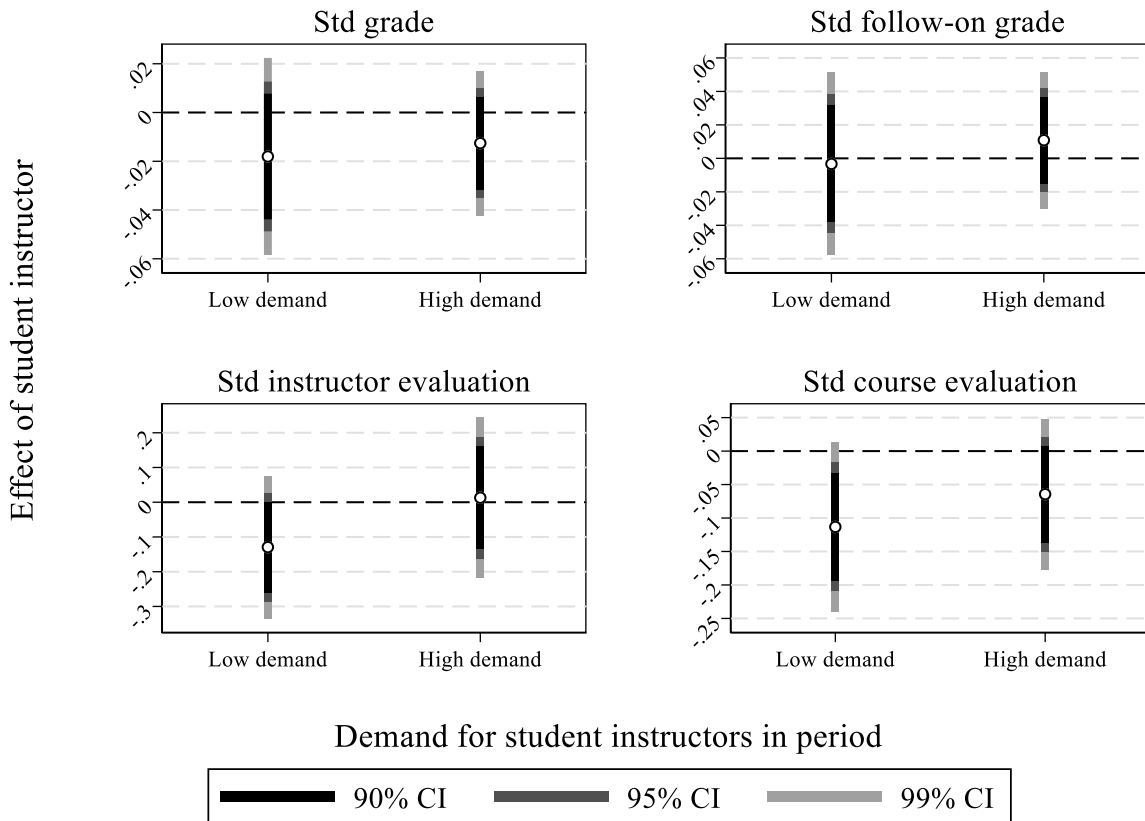 Effect of student instructor
Std grade
.02
0
-.02
-.04
-.06
Low demand
High demand
Std follow-on grade
.06
.04
.02
0
-.02
-.04
-.06
Low demand
High demand
Std instructor evaluation
.2
.1
0
-.1
-.2
-.3
Low demand
High demand
Std course evaluation
.05
0
-.05
-.1
-.15
-.2
-.25
Low demand
High demand
Demand for student instructors in period
90% CI
95% CI
99% CI